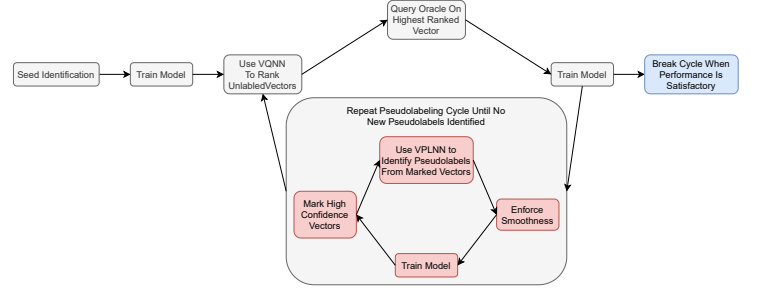 Query Oracle On
Highest Ranked
Vector
Seed Identification
Train Model
Use VQNN
To Rank
UnlabledVectors
Train Model
Break Cycle When
Performance Is
Satisfactory
Repeat Pseudolabeling Cycle Until No
New Pseudolabels Identified
Use VPLNN to
Identify Pseudolabels
From Marked Vectors
Mark High
Confidence
Vectors
Enforce
Smoothness
Train Model